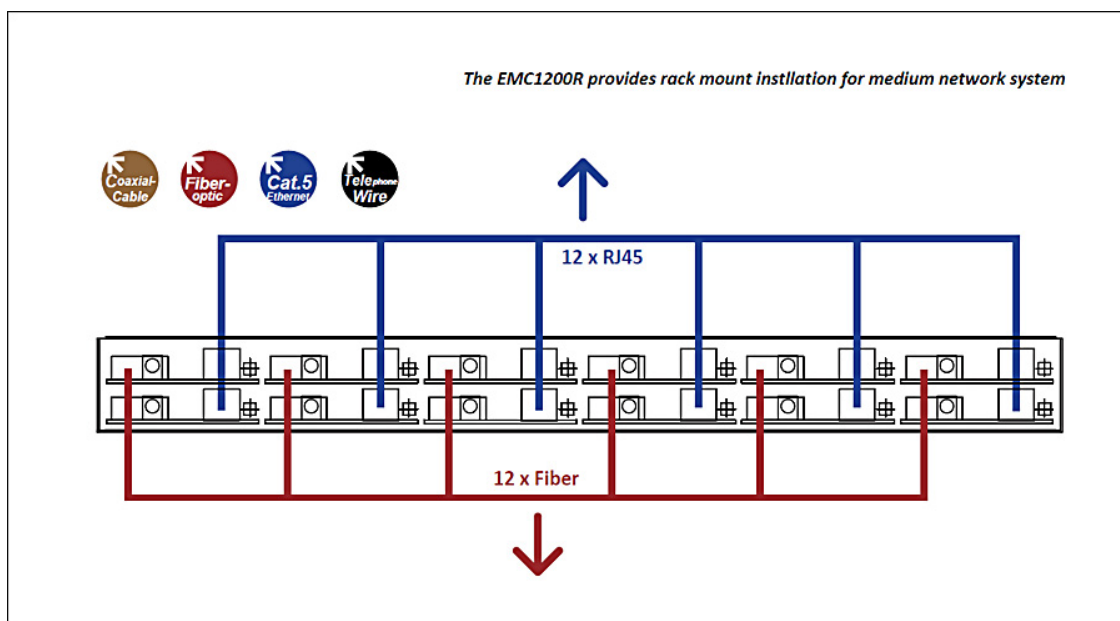 The EMC1200R provides rack mount instllation for medium network system
Coaxial-
Cable
Fiber-
optic
Cat.5
Ethernet
Telephone
Wire
12 x RJ45
12 x Fiber